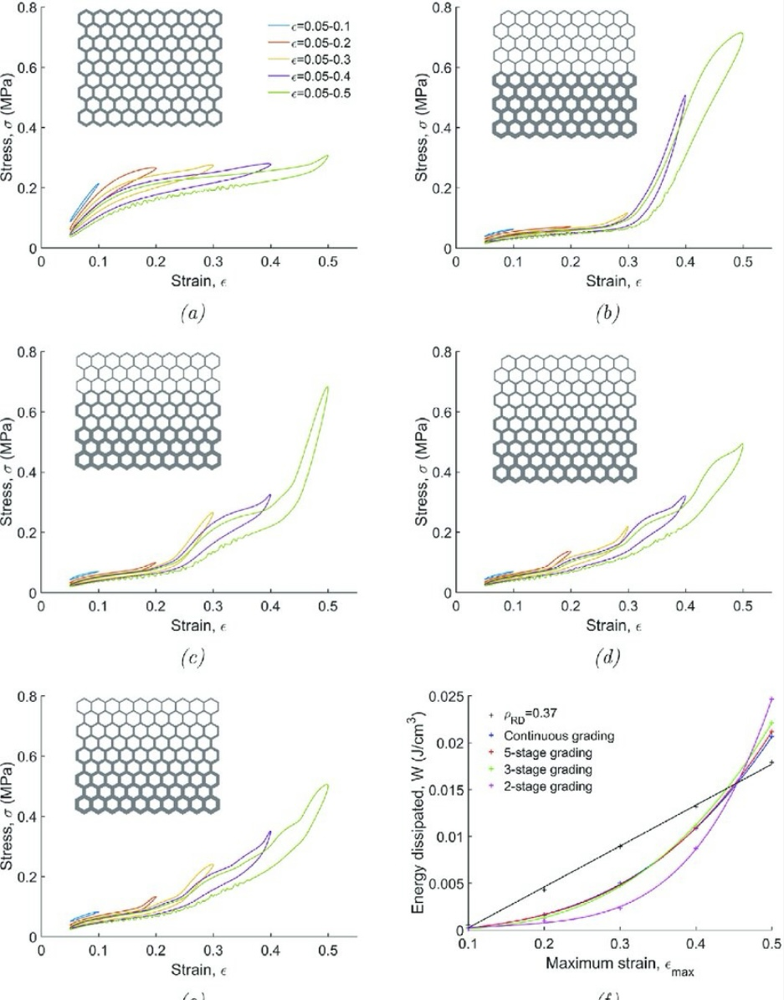 0.8
0.6
0.4
0.2
0
Stress, σ (MPa)
0 0.1 0.2 0.3 0.4 0.5
Strain, ϵ
ϵ=0.05-0.1
ϵ=0.05-0.2
ϵ=0.05-0.3
ϵ=0.05-0.4
ϵ=0.05-0.5
(a)
0.8
0.6
0.4
0.2
0
Stress, σ (MPa)
0 0.1 0.2 0.3 0.4 0.5
Strain, ϵ
(b)
0.8
0.6
0.4
0.2
0
Stress, σ (MPa)
0 0.1 0.2 0.3 0.4 0.5
Strain, ϵ
(c)
0.8
0.6
0.4
0.2
0
Stress, σ (MPa)
0 0.1 0.2 0.3 0.4 0.5
Strain, ϵ
(d)
0.8
0.6
0.4
0.2
0
Stress, σ (MPa)
0 0.1 0.2 0.3 0.4 0.5
Strain, ϵ
0.025
0.02
0.015
0.01
0.005
0
Energy dissipated, W (J/cm³)
ρ_RD=0.37
Continuous grading
5-stage grading
3-stage grading
2-stage grading
0.1 0.2 0.3 0.4 0.5
Maximum strain, ϵ_max